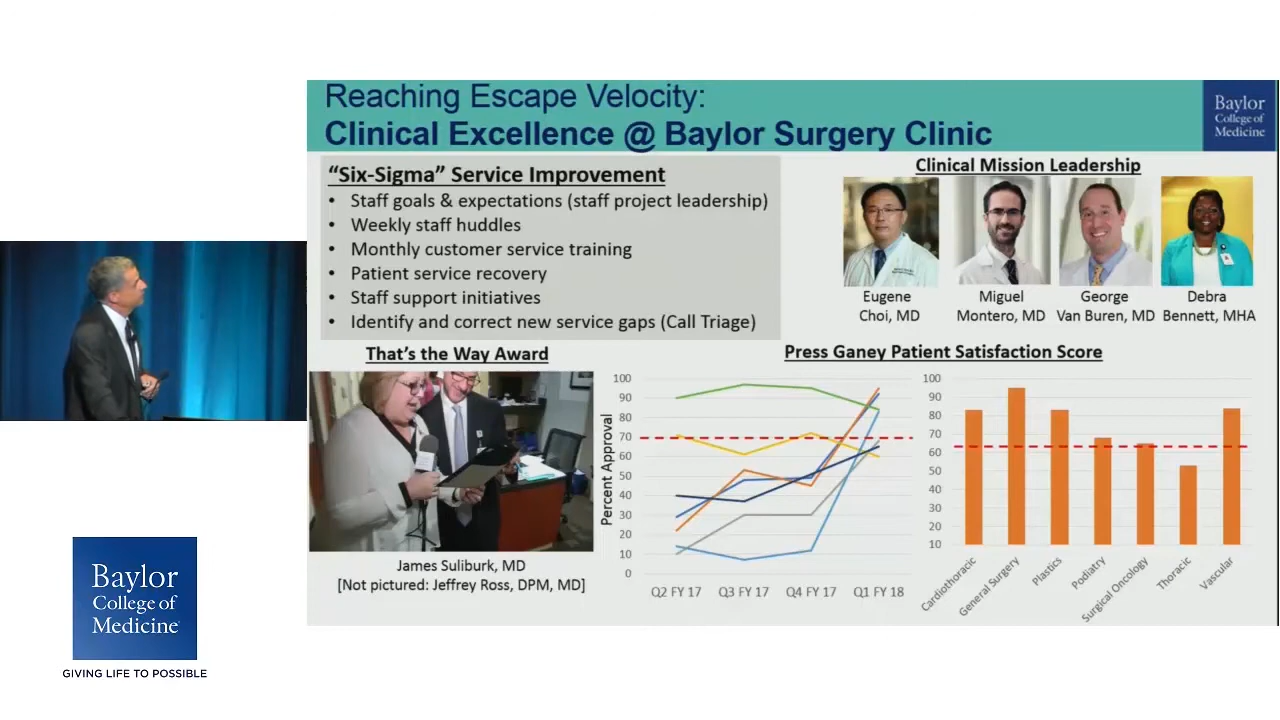 Reaching Escape Velocity:
Clinical Excellence @ Baylor Surgery Clinic
Baylor
College of
Medicine
“Six-Sigma” Service Improvement
• Staff goals & expectations (staff project leadership)
• Weekly staff huddles
• Monthly customer service training
• Patient service recovery
• Staff support initiatives
• Identify and correct new service gaps (Call Triage)
Clinical Mission Leadership
Eugene
Choi, MD
Miguel
Montero, MD
George
Van Buren, MD
Debra
Bennett, MHA
That’s the Way Award
James Suliburk, MD
[Not pictured: Jeffrey Ross, DPM, MD]
Press Ganey Patient Satisfaction Score
Percent Approval
100
90
80
70
60
50
40
30
20
10
0
Q2 FY 17 Q3 FY 17 Q4 FY 17 Q1 FY 18
100
90
80
70
60
50
40
30
20
10
Cardiothoracic
General Surgery
Plastics
Podiatry
Surgical Oncology
Thoracic
Vascular
Baylor
College of
Medicine
GIVING LIFE TO POSSIBLE